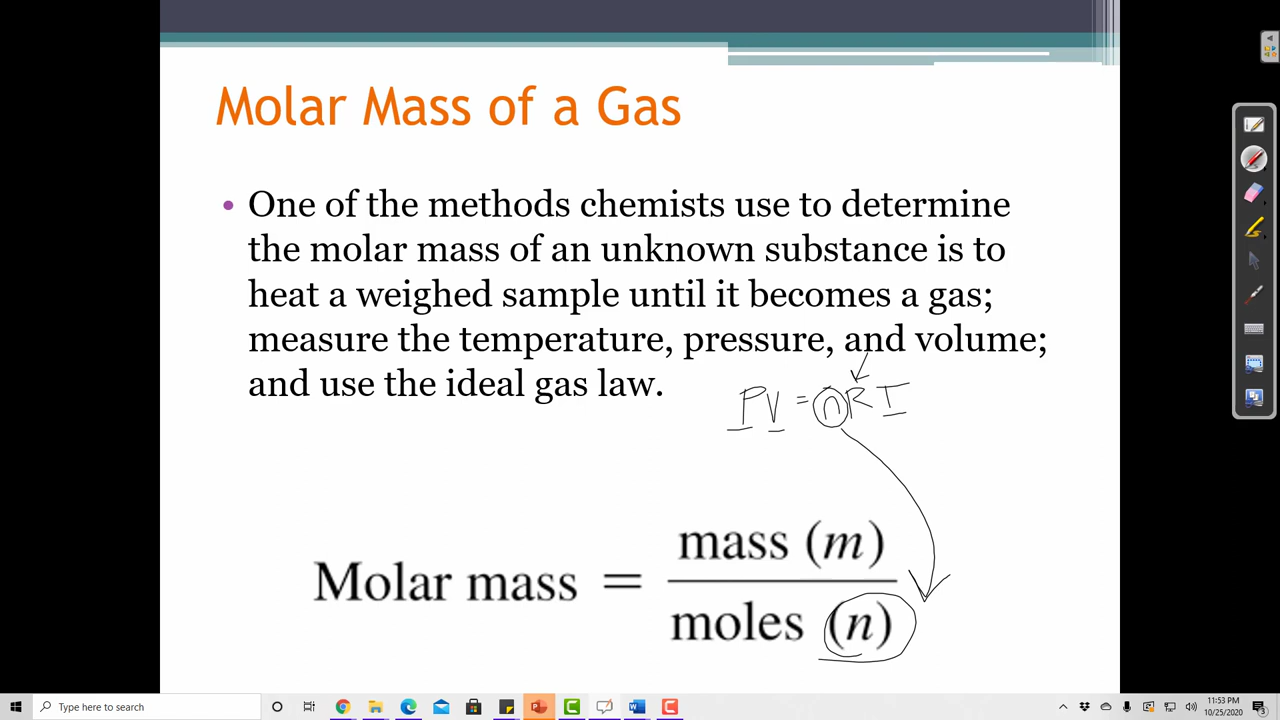 Molar Mass of a Gas
• One of the methods chemists use to determine
the molar mass of an unknown substance is to
heat a weighed sample until it becomes a gas;
measure the temperature, pressure, and volume;
and use the ideal gas law.
PV = nRT
Molar mass = mass (m)
moles (n)
Type here to search
11:53 PM
10/25/2020
3